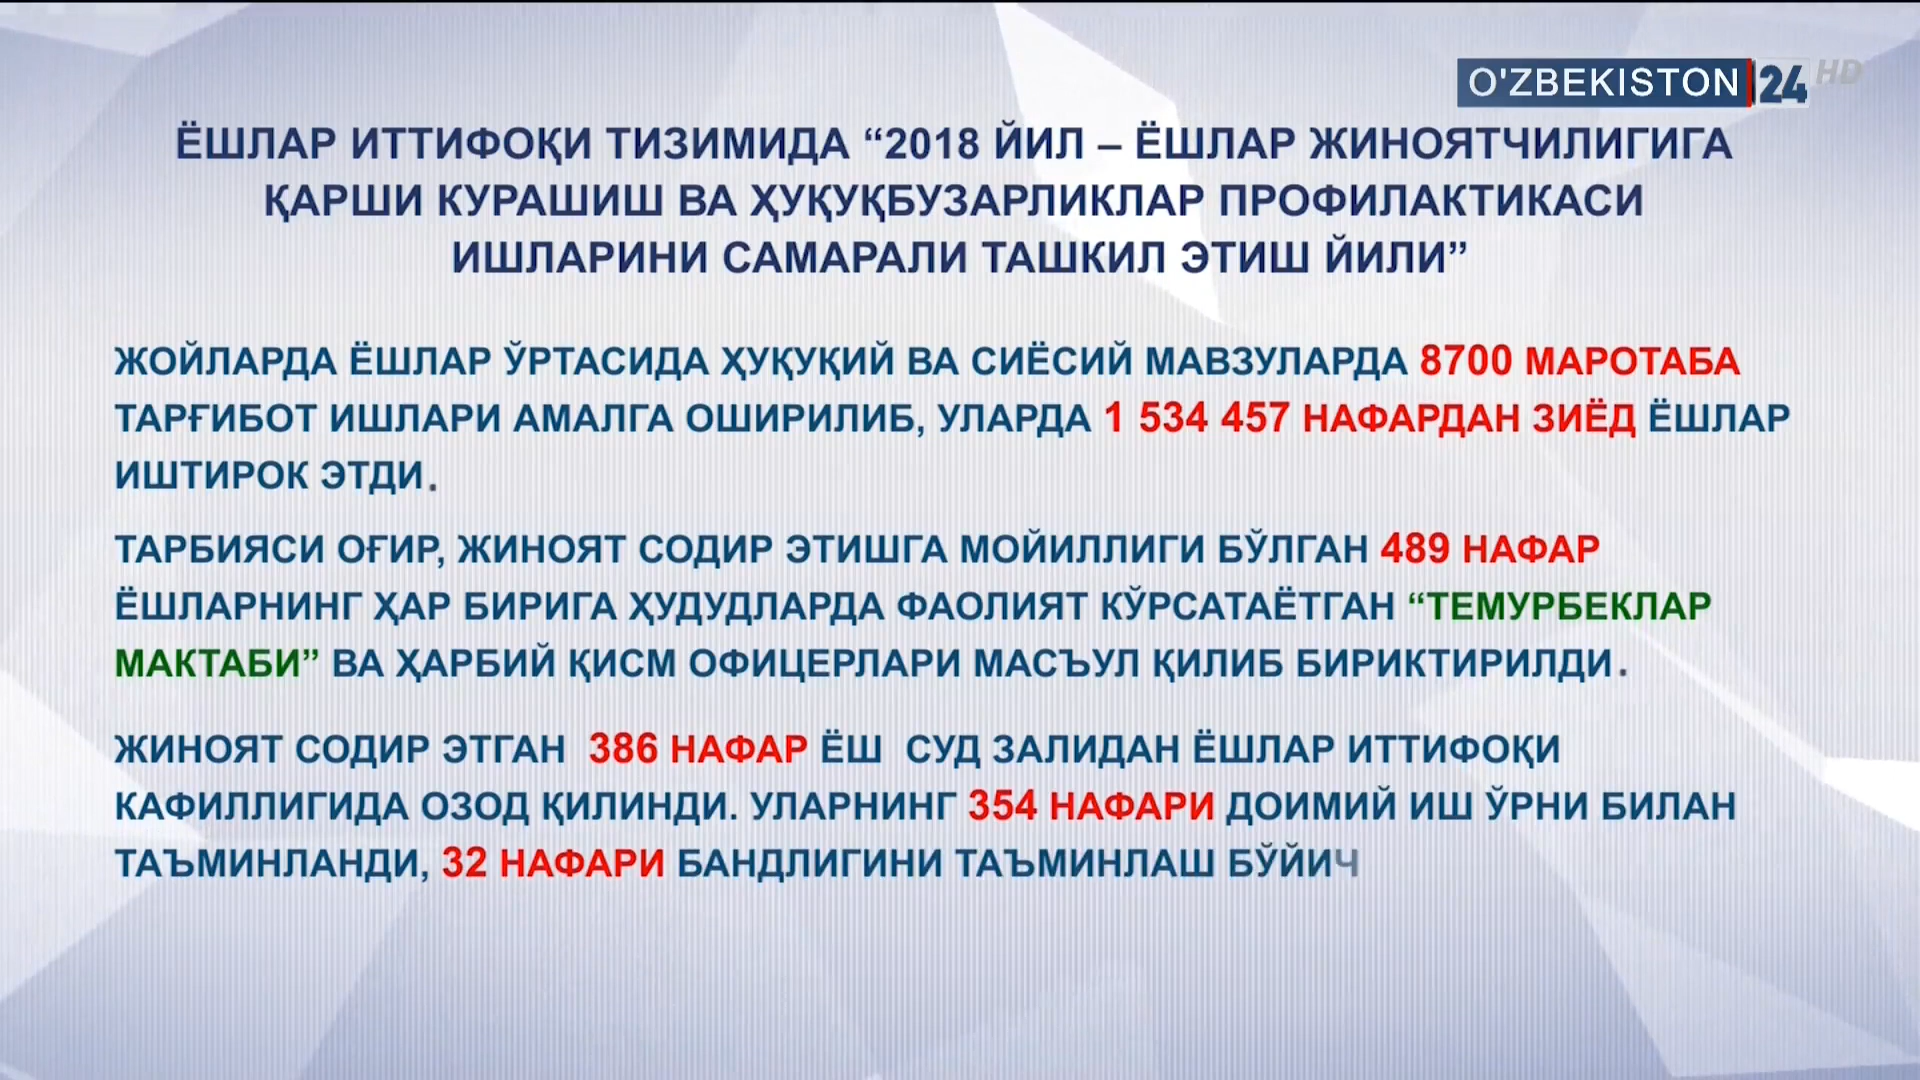 O'ZBEKISTON 24 HD
ЁШЛАР ИТТИФОҚИ ТИЗИМИДА “2018 ЙИЛ – ЁШЛАР ЖИНОЯТЧИЛИГИГА
ҚАРШИ КУРАШИШ ВА ҲУҚУҚБУЗАРЛИКЛАР ПРОФИЛАКТИКАСИ
ИШЛАРИНИ САМАРАЛИ ТАШКИЛ ЭТИШ ЙИЛИ”
ЖОЙЛАРДА ЁШЛАР ЎРТАСИДА ҲУҚУҚИЙ ВА СИЁСИЙ МАВЗУЛАРДА 8700 МАРОТАБА
ТАРҒИБОТ ИШЛАРИ АМАЛГА ОШИРИЛИБ, УЛАРДА 1 534 457 НАФАРДАН ЗИЁД ЁШЛАР
ИШТИРОК ЭТДИ.
ТАРБИЯСИ ОҒИР, ЖИНОЯТ СОДИР ЭТИШГА МОЙИЛЛИГИ БЎЛГАН 489 НАФАР
ЁШЛАРНИНГ ҲАР БИРИГА ҲУДУДЛАРДА ФАОЛИЯТ КЎРСАТАЁТГАН “ТЕМУРБЕКЛАР
МАКТАБИ” ВА ҲАРБИЙ ҚИСМ ОФИЦЕРЛАРИ МАСЪУЛ ҚИЛИБ БИРИКТИРИЛДИ.
ЖИНОЯТ СОДИР ЭТГАН 386 НАФАР ЁШ СУД ЗАЛИДАН ЁШЛАР ИТТИФОҚИ
КАФИЛЛИГИДА ОЗОД ҚИЛИНДИ. УЛАРНИНГ 354 НАФАРИ ДОИМИЙ ИШ ЎРНИ БИЛАН
ТАЪМИНЛАНДИ, 32 НАФАРИ БАНДЛИГИНИ ТАЪМИНЛАШ БЎЙИЧ